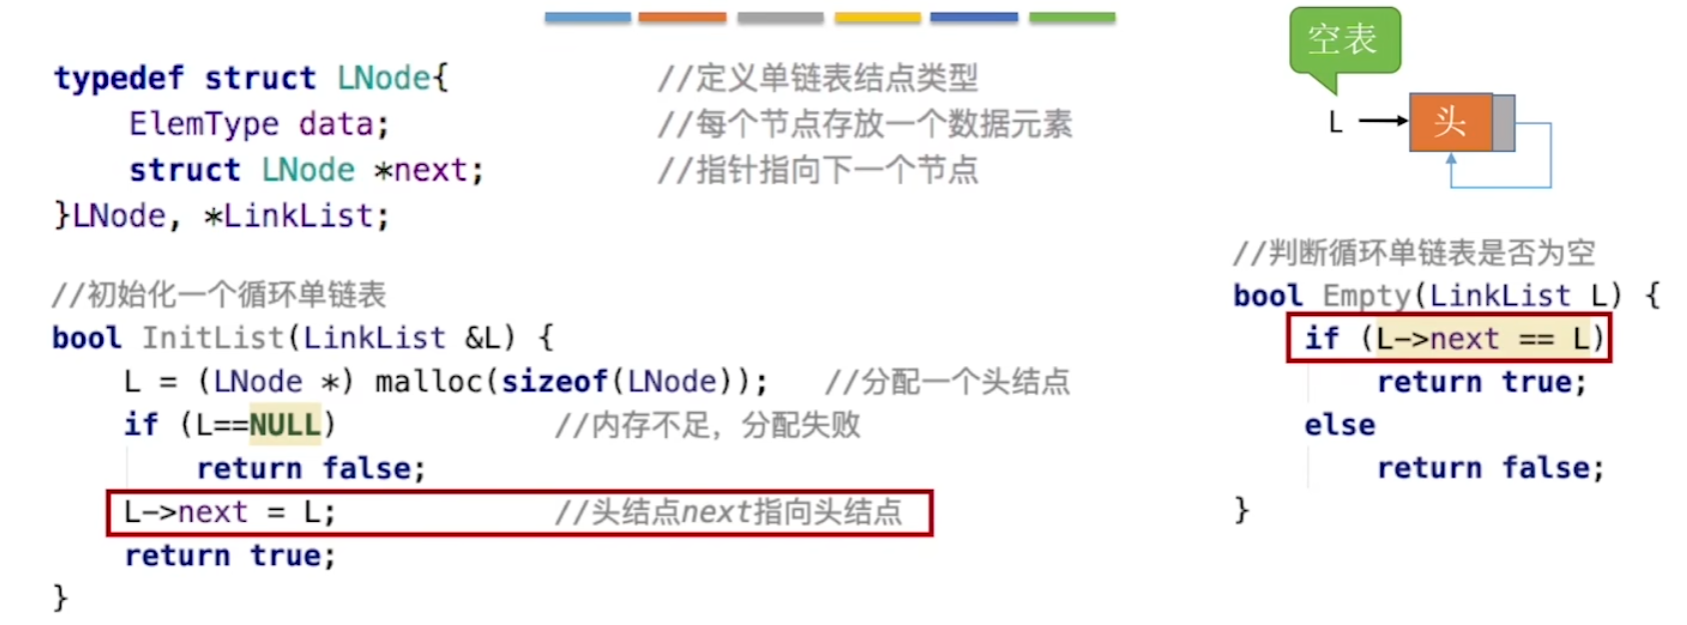 typedef struct LNode{ //定义单链表结点类型
ElemType data; //每个节点存放一个数据元素
struct LNode *next; //指针指向下一个节点
}LNode, *LinkList;
//初始化一个循环单链表
bool InitList(LinkList &L) {
L = (LNode *) malloc(sizeof(LNode)); //分配一个头结点
if (L==NULL) //内存不足，分配失败
return false;
L->next = L; //头结点next指向头结点
return true;
}
空表
L 头
//判断循环单链表是否为空
bool Empty(LinkList L) {
if (L->next == L)
return true;
else
return false;
}